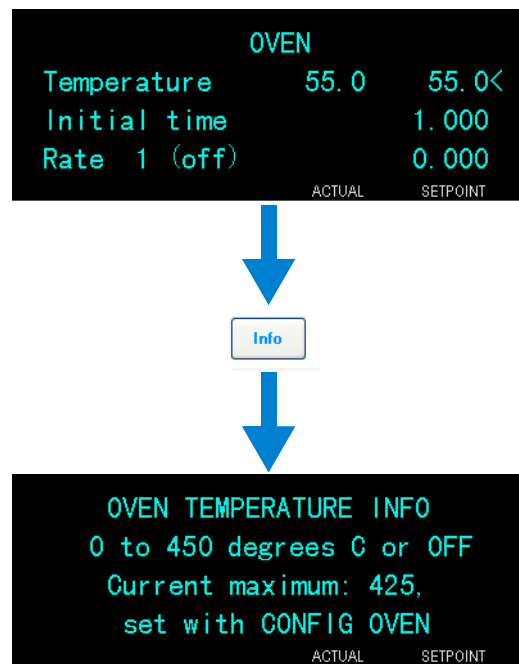 OVEN
Temperature 55.0 55.0<
Initial time 1.000
Rate 1 (off) 0.000
ACTUAL SETPOINT
Info
OVEN TEMPERATURE INFO
0 to 450 degrees C or OFF
Current maximum: 425,
set with CONFIG OVEN
ACTUAL SETPOINT